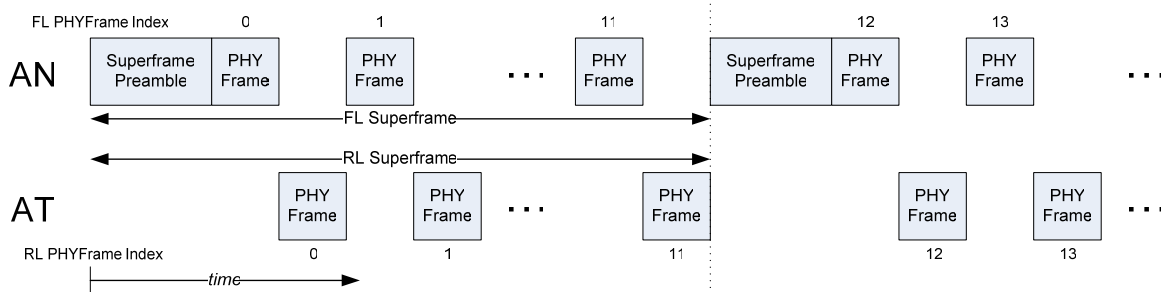 FL PHYFrame Index 0 1 11 12 13
AN
Superframe Preamble
PHY Frame
PHY Frame
...
PHY Frame
Superframe Preamble
PHY Frame
PHY Frame
...
FL Superframe
RL Superframe
AT
PHY Frame
PHY Frame
...
PHY Frame
PHY Frame
PHY Frame
...
RL PHYFrame Index 0 1 11 12 13
time